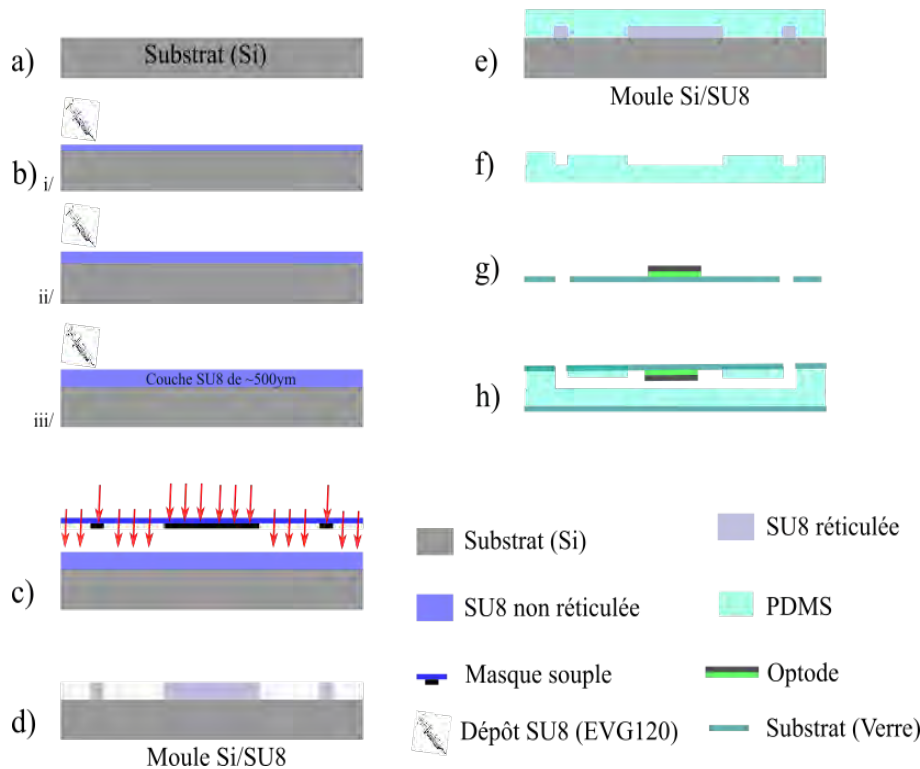 a)
Substrat (Si)
b)
i/
ii/
Couche SU8 de ~500ym
iii/
c)
d)
Moule Si/SU8
e)
Moule Si/SU8
f)
g)
h)
Substrat (Si)
SU8 réticulée
SU8 non réticulée
PDMS
Masque souple
Optode
Dépôt SU8 (EVG120)
Substrat (Verre)